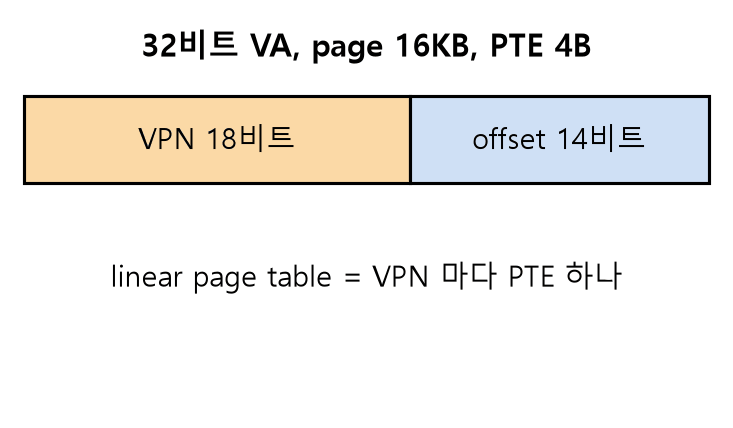 32비트 VA, page 16KB, PTE 4B
VPN 18비트
offset 14비트
linear page table = VPN 마다 PTE 하나